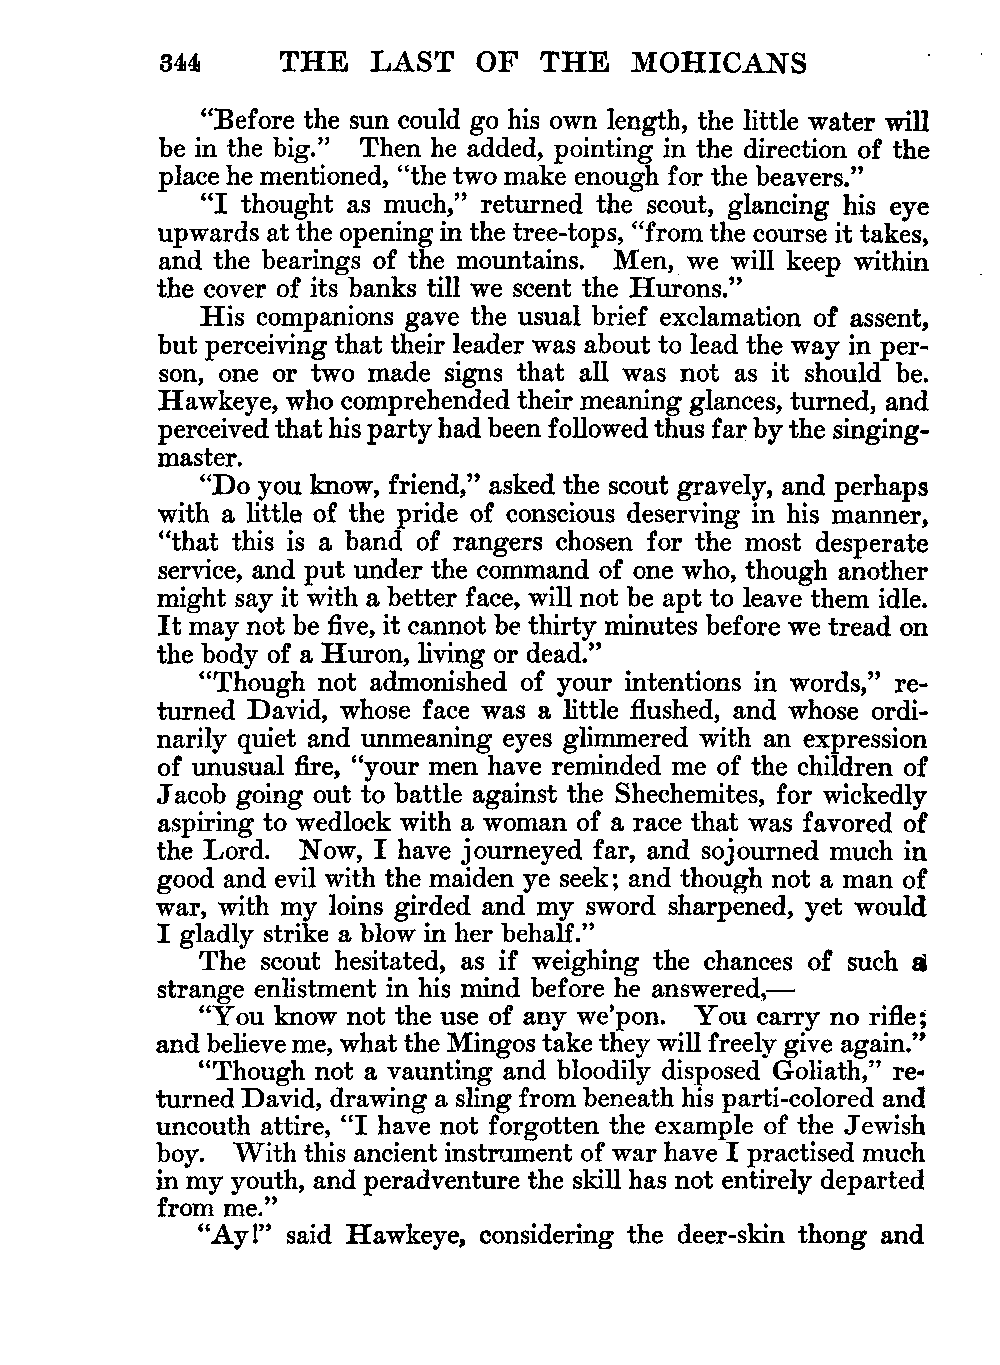 344 THE LAST OF THE MOHICANS
“Before the sun could go his own length, the little water will
be in the big.” Then he added, pointing in the direction of the
place he mentioned, “the two make enough for the beavers.”
“I thought as much,” returned the scout, glancing his eye
upwards at the opening in the tree-tops, “from the course it takes,
and the bearings of the mountains. Men, we will keep within
the cover of its banks till we scent the Hurons.”
His companions gave the usual brief exclamation of assent,
but perceiving that their leader was about to lead the way in per-
son, one or two made signs that all was not as it should be.
Hawkeye, who comprehended their meaning glances, turned, and
perceived that his party had been followed thus far by the singing-
master.
“Do you know, friend,” asked the scout gravely, and perhaps
with a little of the pride of conscious deserving in his manner,
“that this is a band of rangers chosen for the most desperate
service, and put under the command of one who, though another
might say it with a better face, will not be apt to leave them idle.
It may not be five, it cannot be thirty minutes before we tread on
the body of a Huron, living or dead.”
“Though not admonished of your intentions in words,” re-
turned David, whose face was a little flushed, and whose ordi-
narily quiet and unmeaning eyes glimmered with an expression
of unusual fire, “your men have reminded me of the children of
Jacob going out to battle against the Shechemites, for wickedly
aspiring to wedlock with a woman of a race that was favored of
the Lord. Now, I have journeyed far, and sojourned much in
good and evil with the maiden ye seek; and though not a man of
war, with my loins girded and my sword sharpened, yet would
I gladly strike a blow in her behalf.”
The scout hesitated, as if weighing the chances of such a
strange enlistment in his mind before he answered,—
“You know not the use of any we’pon. You carry no rifle;
and believe me, what the Mingos take they will freely give again.”
“Though not a vaunting and bloodily disposed Goliath,” re-
turned David, drawing a sling from beneath his parti-colored and
uncouth attire, “I have not forgotten the example of the Jewish
boy. With this ancient instrument of war have I practised much
in my youth, and peradventure the skill has not entirely departed
from me.”
“Ay!” said Hawkeye, considering the deer-skin thong and